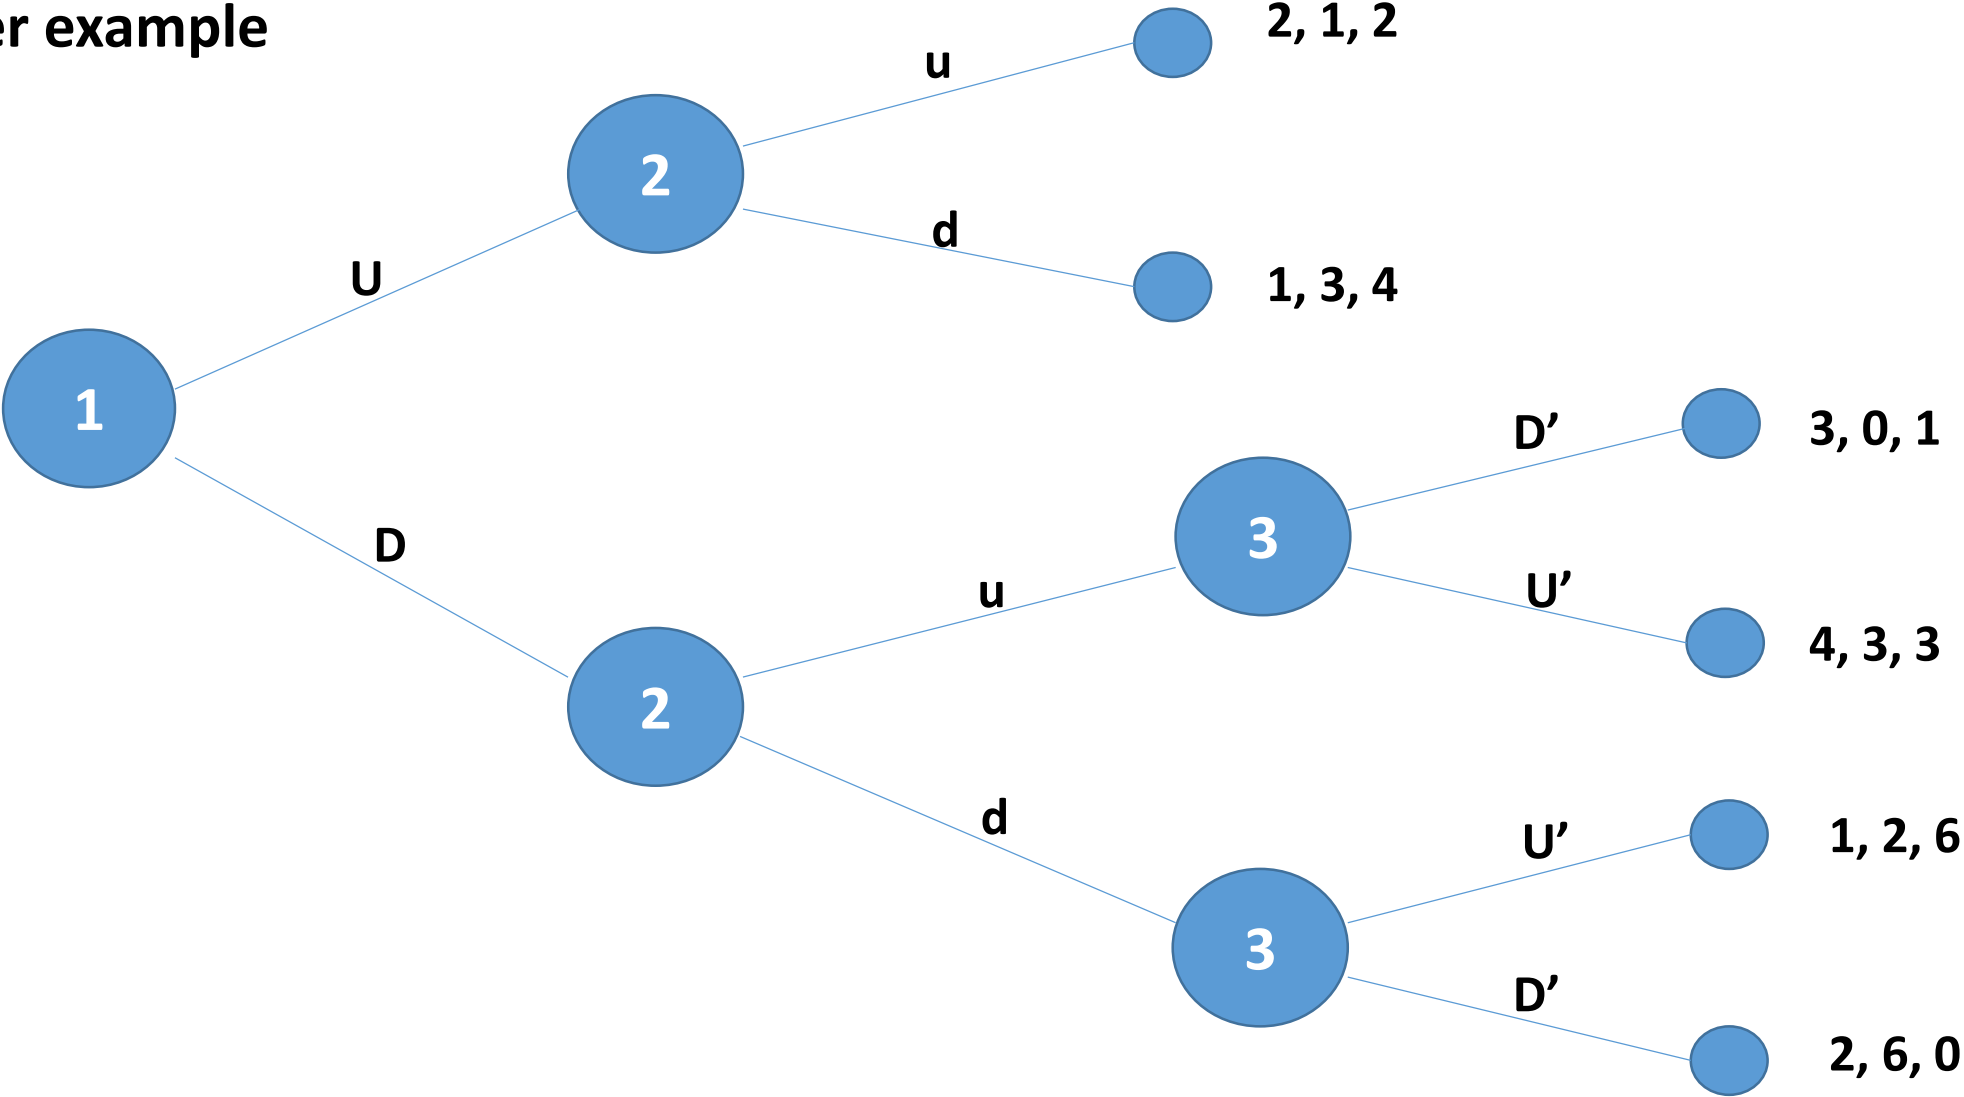 example
2, 1, 2
u
2
d
1, 3, 4
U
1
D’
3, 0, 1
3
U’
4, 3, 3
D
u
2
d
U’
1, 2, 6
3
D’
2, 6, 0